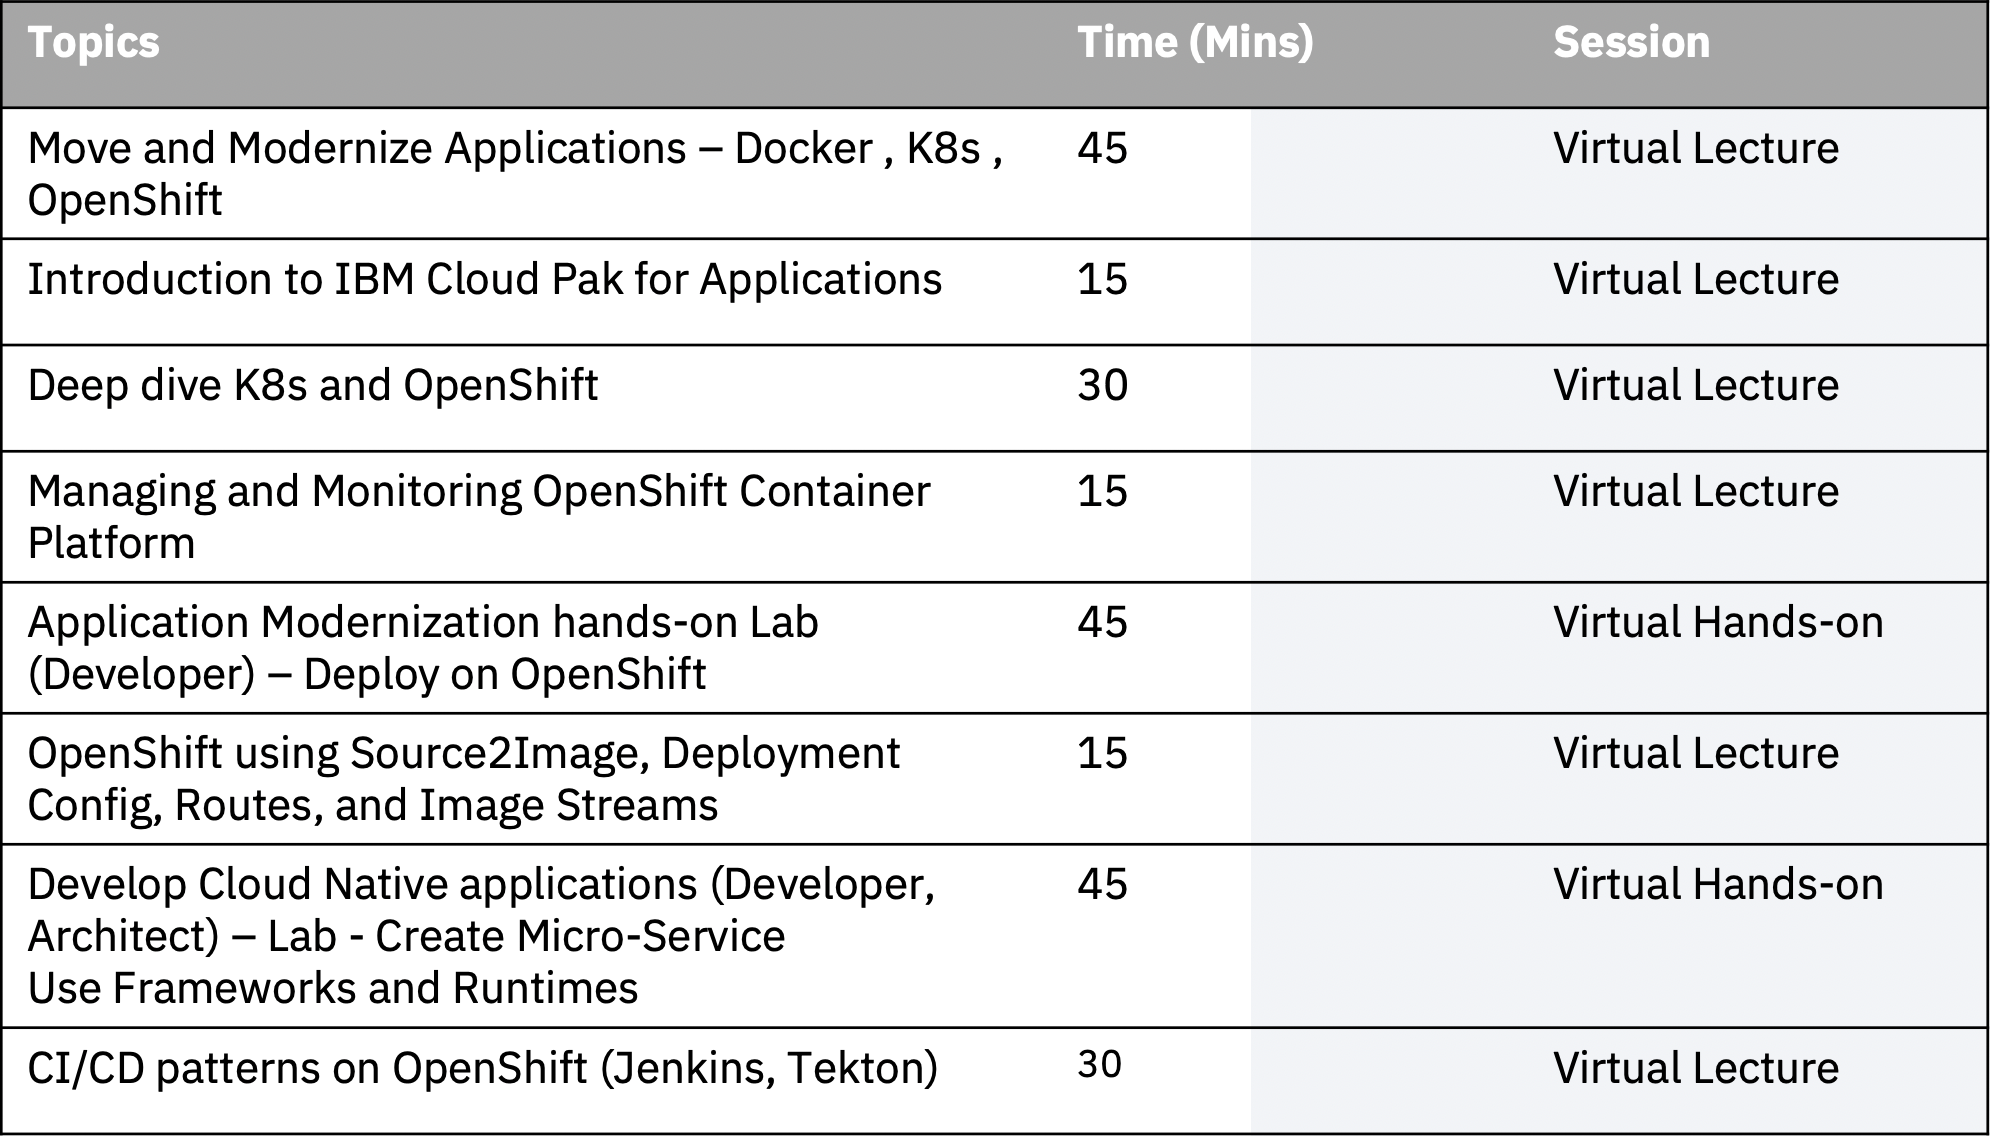 Topics Time (Mins) Session
Move and Modernize Applications – Docker , K8s , 45 Virtual Lecture
OpenShift
Introduction to IBM Cloud Pak for Applications 15 Virtual Lecture
Deep dive K8s and OpenShift 30 Virtual Lecture
Managing and Monitoring OpenShift Container 15 Virtual Lecture
Platform
Application Modernization hands-on Lab 45 Virtual Hands-on
(Developer) – Deploy on OpenShift
OpenShift using Source2Image, Deployment 15 Virtual Lecture
Config, Routes, and Image Streams
Develop Cloud Native applications (Developer, 45 Virtual Hands-on
Architect) – Lab - Create Micro-Service
Use Frameworks and Runtimes
CI/CD patterns on OpenShift (Jenkins, Tekton) 30 Virtual Lecture